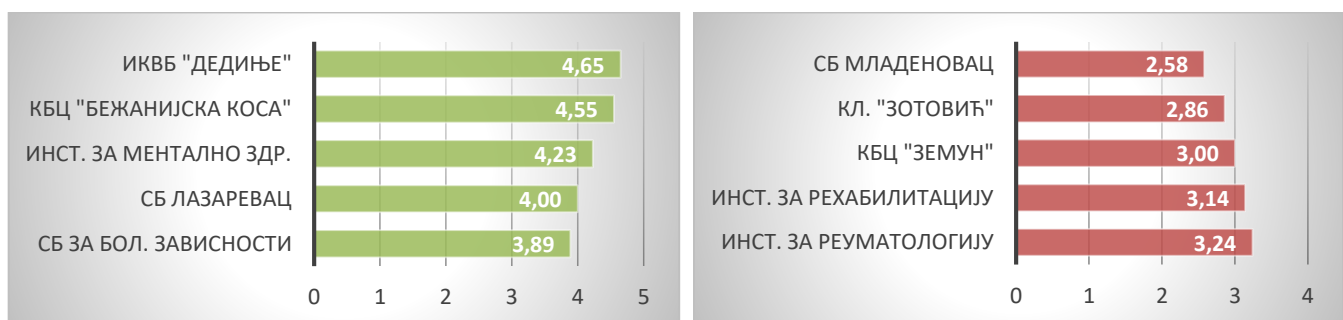 ИКВБ "ДЕДИЊЕ"
4,65
КБЦ "БЕЖАНИЈСКА КОСА"
4,55
ИНСТ. ЗА МЕНТАЛНО ЗДР.
4,23
СБ ЛАЗАРЕВАЦ
4,00
СБ ЗА БОЛ. ЗАВИСНОСТИ
3,89
0 1 2 3 4 5
СБ МЛАДЕНОВАЦ
2,58
КЛ. "ЗОТОВИЋ"
2,86
КБЦ "ЗЕМУН"
3,00
ИНСТ. ЗА РЕХАБИЛИТАЦИЈУ
3,14
ИНСТ. ЗА РЕУМАТОЛОГИЈУ
3,24
0 1 2 3 4